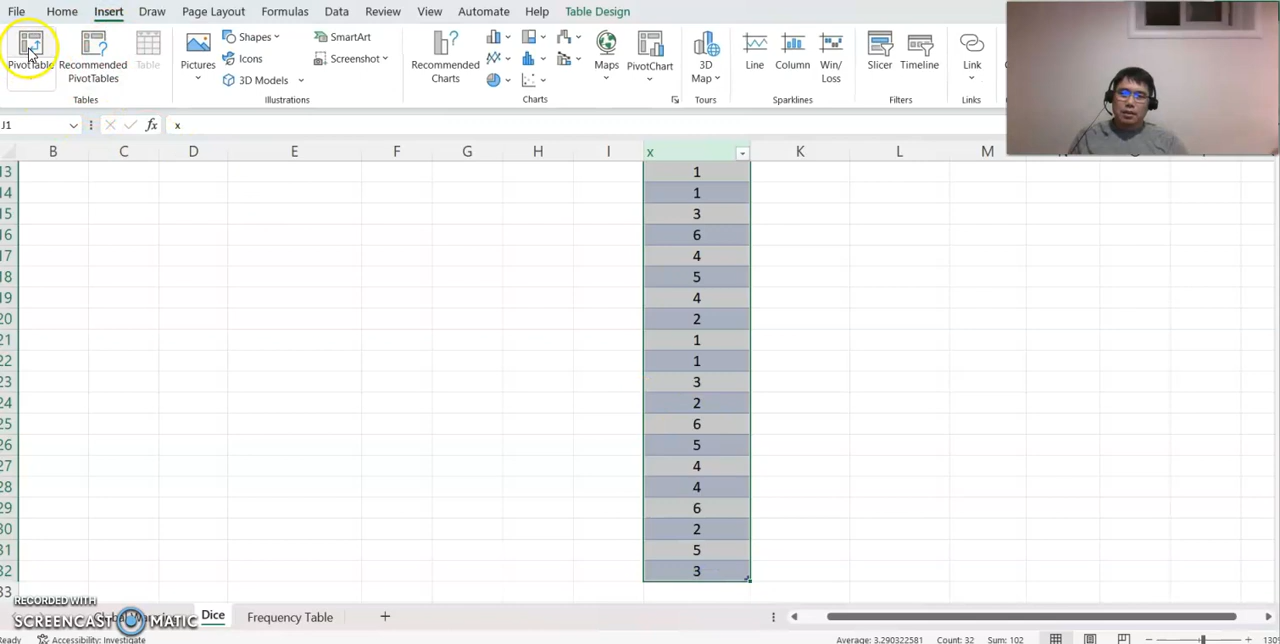 File Home Insert Draw Page Layout Formulas Data Review View Automate Help Table Design
PivotTable
Recommended
PivotTables
Table
Pictures
Shapes
Icons
3D Models
SmartArt
Screenshot
Recommended
Charts
Maps
PivotChart
3D
Map
Line
Column
Win/
Loss
Slicer
Timeline
Link
Tables
Illustrations
Charts
Tours
Sparklines
Filters
Links
J1
fx
x
B C D E F G H I x K L M
13 1
14 1
15 3
16 6
17 4
18 5
19 4
20 2
21 1
22 1
23 3
24 2
25 6
26 5
27 4
28 4
29 6
30 2
31 5
32 3
33
RECORDED WITH
SCREENCAST MATIC
Dice
Frequency Table
Ready
Accessibility: Investigate
Average: 3.290322581 Count: 32 Sum: 102